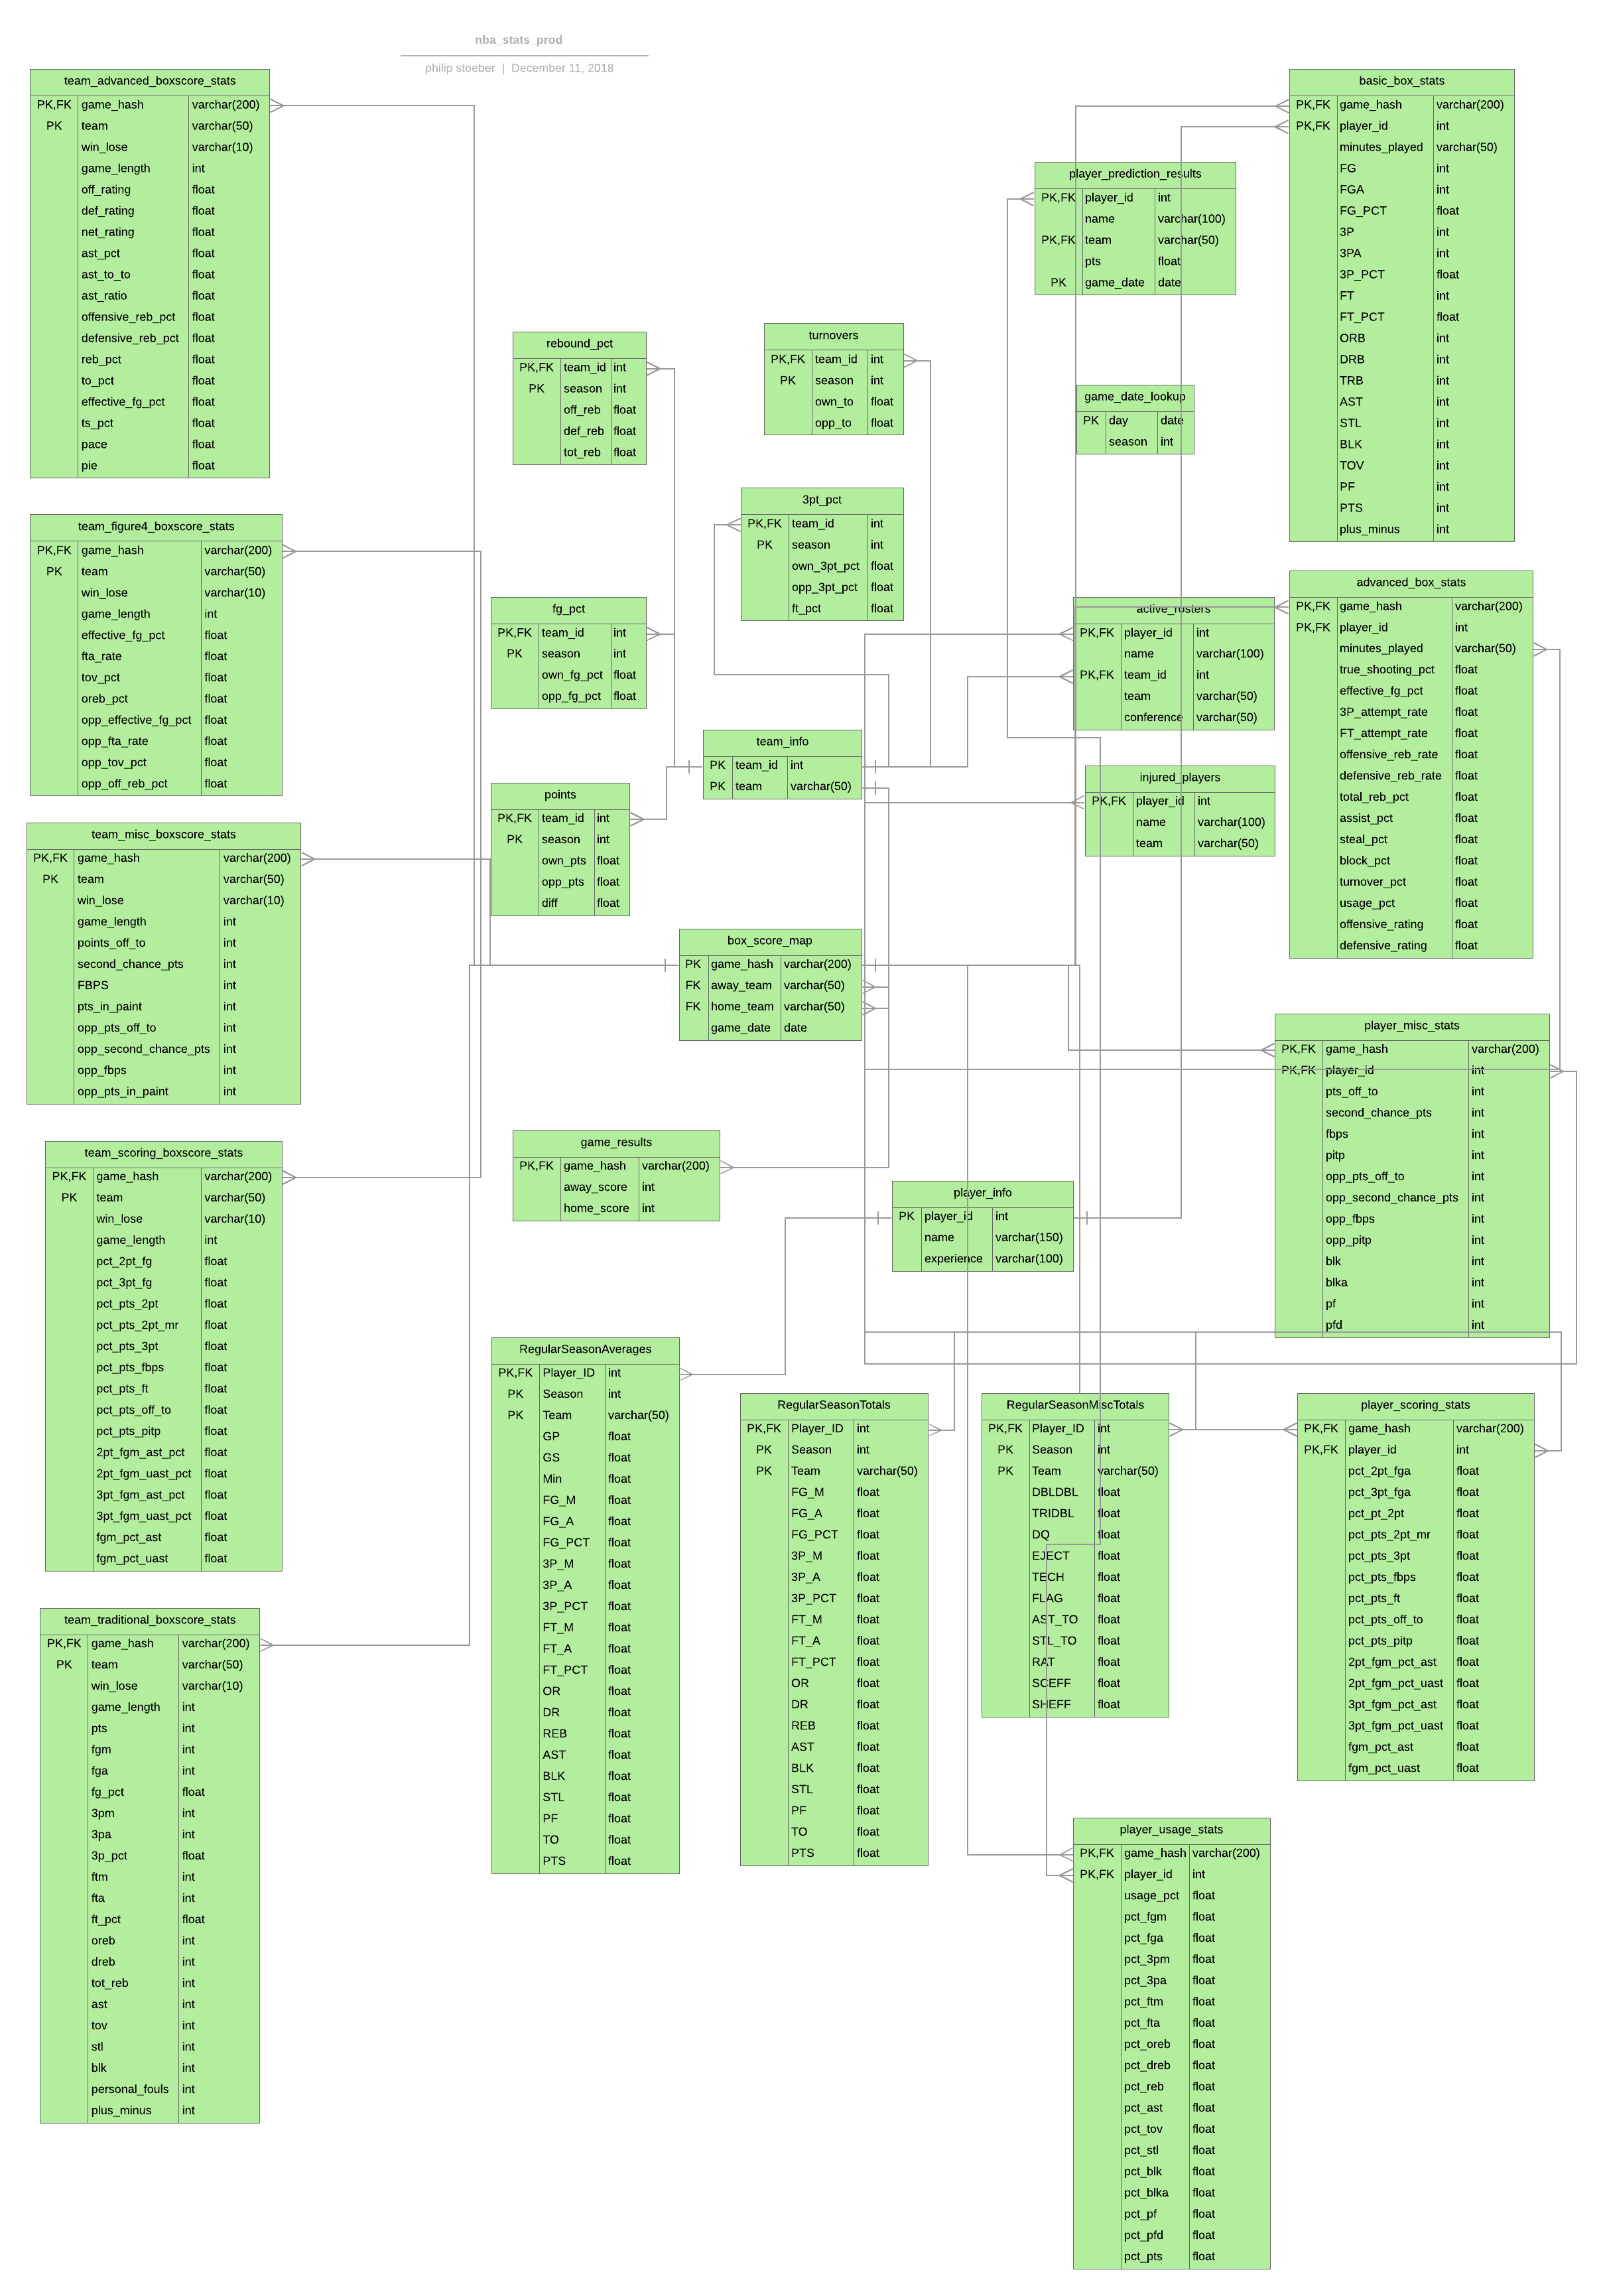 nba_stats_prod
philip stoeber | December 11, 2018
team_advanced_boxscore_stats
PK,FK game_hash varchar(200)
PK team varchar(50)
win_lose varchar(10)
game_length int
off_rating float
def_rating float
net_rating float
ast_pct float
ast_to_to float
ast_ratio float
offensive_reb_pct float
defensive_reb_pct float
reb_pct float
to_pct float
effective_fg_pct float
ts_pct float
pace float
pie float
team_figure4_boxscore_stats
PK,FK game_hash varchar(200)
PK team varchar(50)
win_lose varchar(10)
game_length int
effective_fg_pct float
fta_rate float
tov_pct float
oreb_pct float
opp_effective_fg_pct float
opp_fta_rate float
opp_tov_pct float
opp_off_reb_pct float
team_misc_boxscore_stats
PK,FK game_hash varchar(200)
PK team varchar(50)
win_lose varchar(10)
game_length int
points_off_to int
second_chance_pts int
FBPS int
pts_in_paint int
opp_pts_off_to int
opp_second_chance_pts int
opp_fbps int
opp_pts_in_paint int
team_scoring_boxscore_stats
PK,FK game_hash varchar(200)
PK team varchar(50)
win_lose varchar(10)
game_length int
pct_2pt_fg float
pct_3pt_fg float
pct_pts_2pt float
pct_pts_2pt_mr float
pct_pts_3pt float
pct_pts_fbps float
pct_pts_ft float
pct_pts_off_to float
pct_pts_pitp float
2pt_fgm_ast_pct float
2pt_fgm_uast_pct float
3pt_fgm_ast_pct float
3pt_fgm_uast_pct float
fgm_pct_ast float
fgm_pct_uast float
team_traditional_boxscore_stats
PK,FK game_hash varchar(200)
PK team varchar(50)
win_lose varchar(10)
game_length int
pts int
fgm int
fga int
fg_pct float
3pm int
3pa int
3p_pct float
ftm int
fta int
ft_pct float
oreb int
dreb int
tot_reb int
ast int
tov int
stl int
blk int
personal_fouls int
plus_minus int
rebound_pct
PK,FK team_id int
PK season int
off_reb float
def_reb float
tot_reb float
fg_pct
PK,FK team_id int
PK season int
own_fg_pct float
opp_fg_pct float
points
PK,FK team_id int
PK season int
own_pts float
opp_pts float
diff float
turnovers
PK,FK team_id int
PK season int
own_to float
opp_to float
3pt_pct
PK,FK team_id int
PK season int
own_3pt_pct float
opp_3pt_pct float
ft_pct float
team_info
PK team_id int
PK team varchar(50)
box_score_map
PK game_hash varchar(200)
FK away_team varchar(50)
FK home_team varchar(50)
game_date date
game_results
PK,FK game_hash varchar(200)
away_score int
home_score int
player_info
PK player_id int
name varchar(150)
experience varchar(100)
RegularSeasonAverages
PK,FK Player_ID int
PK Season int
PK Team varchar(50)
GP float
GS float
Min float
FG_M float
FG_A float
FG_PCT float
3P_M float
3P_A float
3P_PCT float
FT_M float
FT_A float
FT_PCT float
OR float
DR float
REB float
AST float
BLK float
STL float
PF float
TO float
PTS float
RegularSeasonTotals
PK,FK Player_ID int
PK Season int
PK Team varchar(50)
FG_M float
FG_A float
FG_PCT float
3P_M float
3P_A float
3P_PCT float
FT_M float
FT_A float
FT_PCT float
OR float
DR float
REB float
AST float
BLK float
STL float
PF float
TO float
PTS float
RegularSeasonMiscTotals
PK,FK Player_ID int
PK Season int
PK Team varchar(50)
DBLDBL float
TRIDBL float
DQ float
EJECT float
TECH float
FLAG float
AST_TO float
STL_TO float
RAT float
SCEFF float
SHEFF float
player_prediction_results
PK,FK player_id int
name varchar(100)
PK,FK team varchar(50)
pts float
PK game_date date
game_date_lookup
PK day date
season int
active_rosters
PK,FK player_id int
name varchar(100)
PK,FK team_id int
team varchar(50)
conference varchar(50)
injured_players
PK,FK player_id int
name varchar(100)
team varchar(50)
basic_box_stats
PK,FK game_hash varchar(200)
PK,FK player_id int
minutes_played varchar(50)
FG int
FGA int
FG_PCT float
3P int
3PA int
3P_PCT float
FT int
FT_PCT float
ORB int
DRB int
TRB int
AST int
STL int
BLK int
TOV int
PF int
PTS int
plus_minus int
advanced_box_stats
PK,FK game_hash varchar(200)
PK,FK player_id int
minutes_played varchar(50)
true_shooting_pct float
effective_fg_pct float
3P_attempt_rate float
FT_attempt_rate float
offensive_reb_rate float
defensive_reb_rate float
total_reb_pct float
assist_pct float
steal_pct float
block_pct float
turnover_pct float
usage_pct float
offensive_rating float
defensive_rating float
player_misc_stats
PK,FK game_hash varchar(200)
PK,FK player_id int
pts_off_to int
second_chance_pts int
fbps int
pitp int
opp_pts_off_to int
opp_second_chance_pts int
opp_fbps int
opp_pitp int
blk int
blka int
pf int
pfd int
player_scoring_stats
PK,FK game_hash varchar(200)
PK,FK player_id int
pct_2pt_fga float
pct_3pt_fga float
pct_pt_2pt float
pct_pts_2pt_mr float
pct_pts_3pt float
pct_pts_fbps float
pct_pts_ft float
pct_pts_off_to float
pct_pts_pitp float
2pt_fgm_pct_ast float
2pt_fgm_pct_uast float
3pt_fgm_pct_ast float
3pt_fgm_pct_uast float
fgm_pct_ast float
fgm_pct_uast float
player_usage_stats
PK,FK game_hash varchar(200)
PK,FK player_id int
usage_pct float
pct_fgm float
pct_fga float
pct_3pm float
pct_3pa float
pct_ftm float
pct_fta float
pct_oreb float
pct_dreb float
pct_reb float
pct_ast float
pct_tov float
pct_stl float
pct_blk float
pct_blka float
pct_pf float
pct_pfd float
pct_pts float